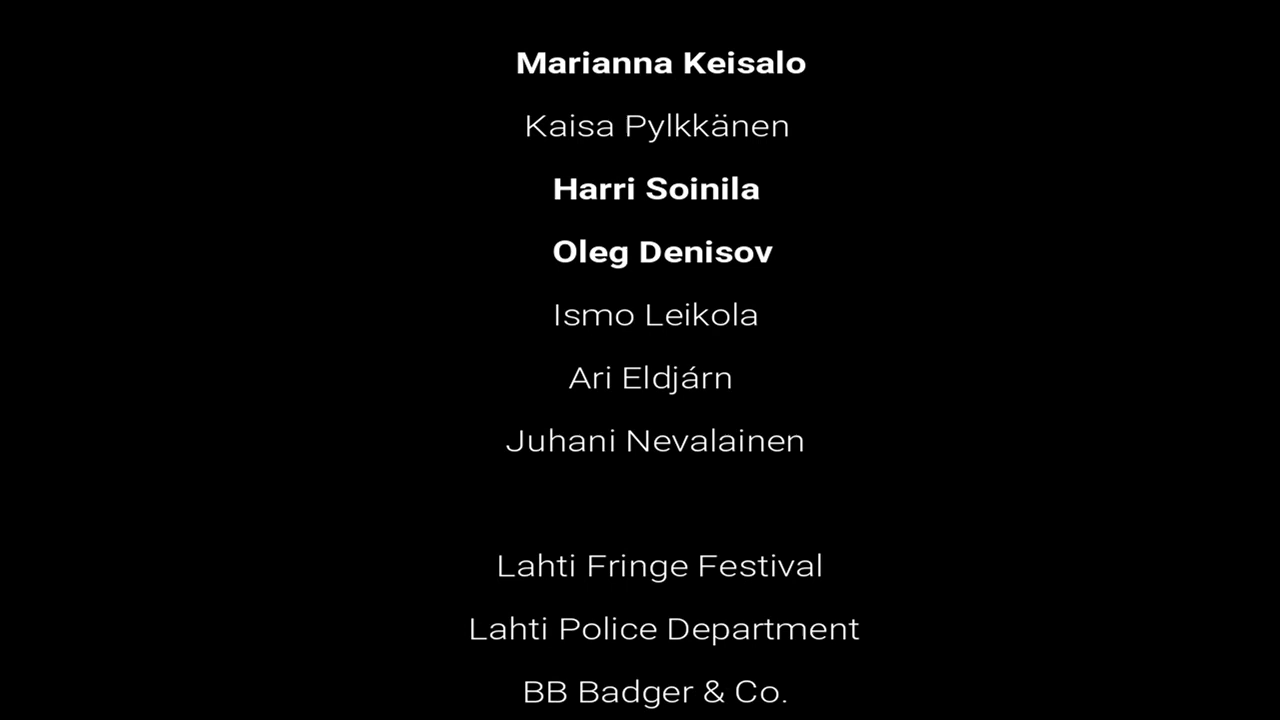 Marianna Keisalo
Kaisa Pylkkänen
Harri Soinila
Oleg Denisov
Ismo Leikola
Ari Eldjárn
Juhani Nevalainen
Lahti Fringe Festival
Lahti Police Department
BB Badger & Co.